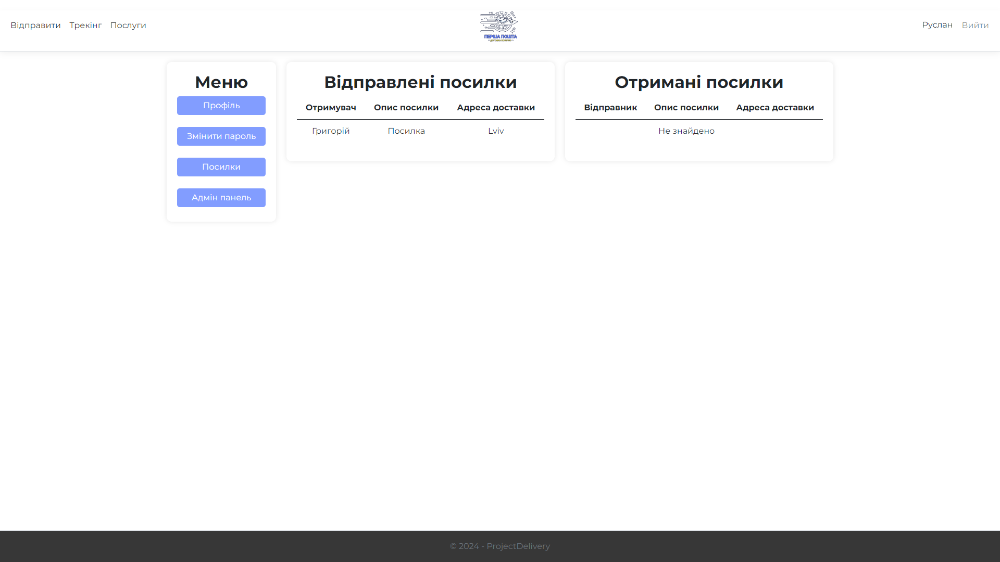 Відправити Трекінг Послуги
ПЕРША ПОШТА
Руслан Вийти
Меню
Профіль
Змінити пароль
Посилки
Адмін панель
Відправлені посилки
Отримувач Опис посилки Адреса доставки
Григорій Посилка Lviv
Отримані посилки
Відправник Опис посилки Адреса доставки
Не знайдено
© 2024 - ProjectDelivery